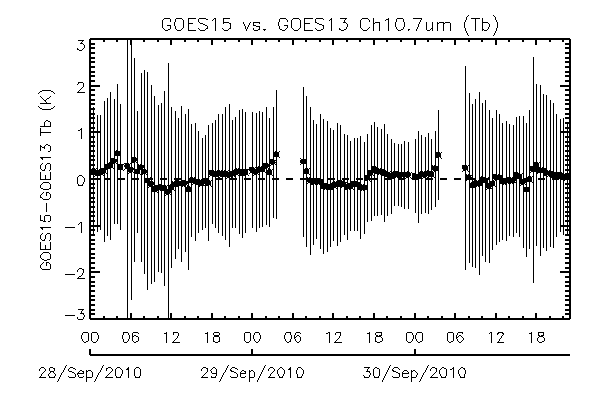 GOES15 vs. GOES13 Ch10.7um (Tb)
GOES15-GOES13 Tb (K)
3
2
1
0
-1
-2
-3
00 06 12 18 00 06 12 18 00 06 12 18
28/Sep/2010 29/Sep/2010 30/Sep/2010